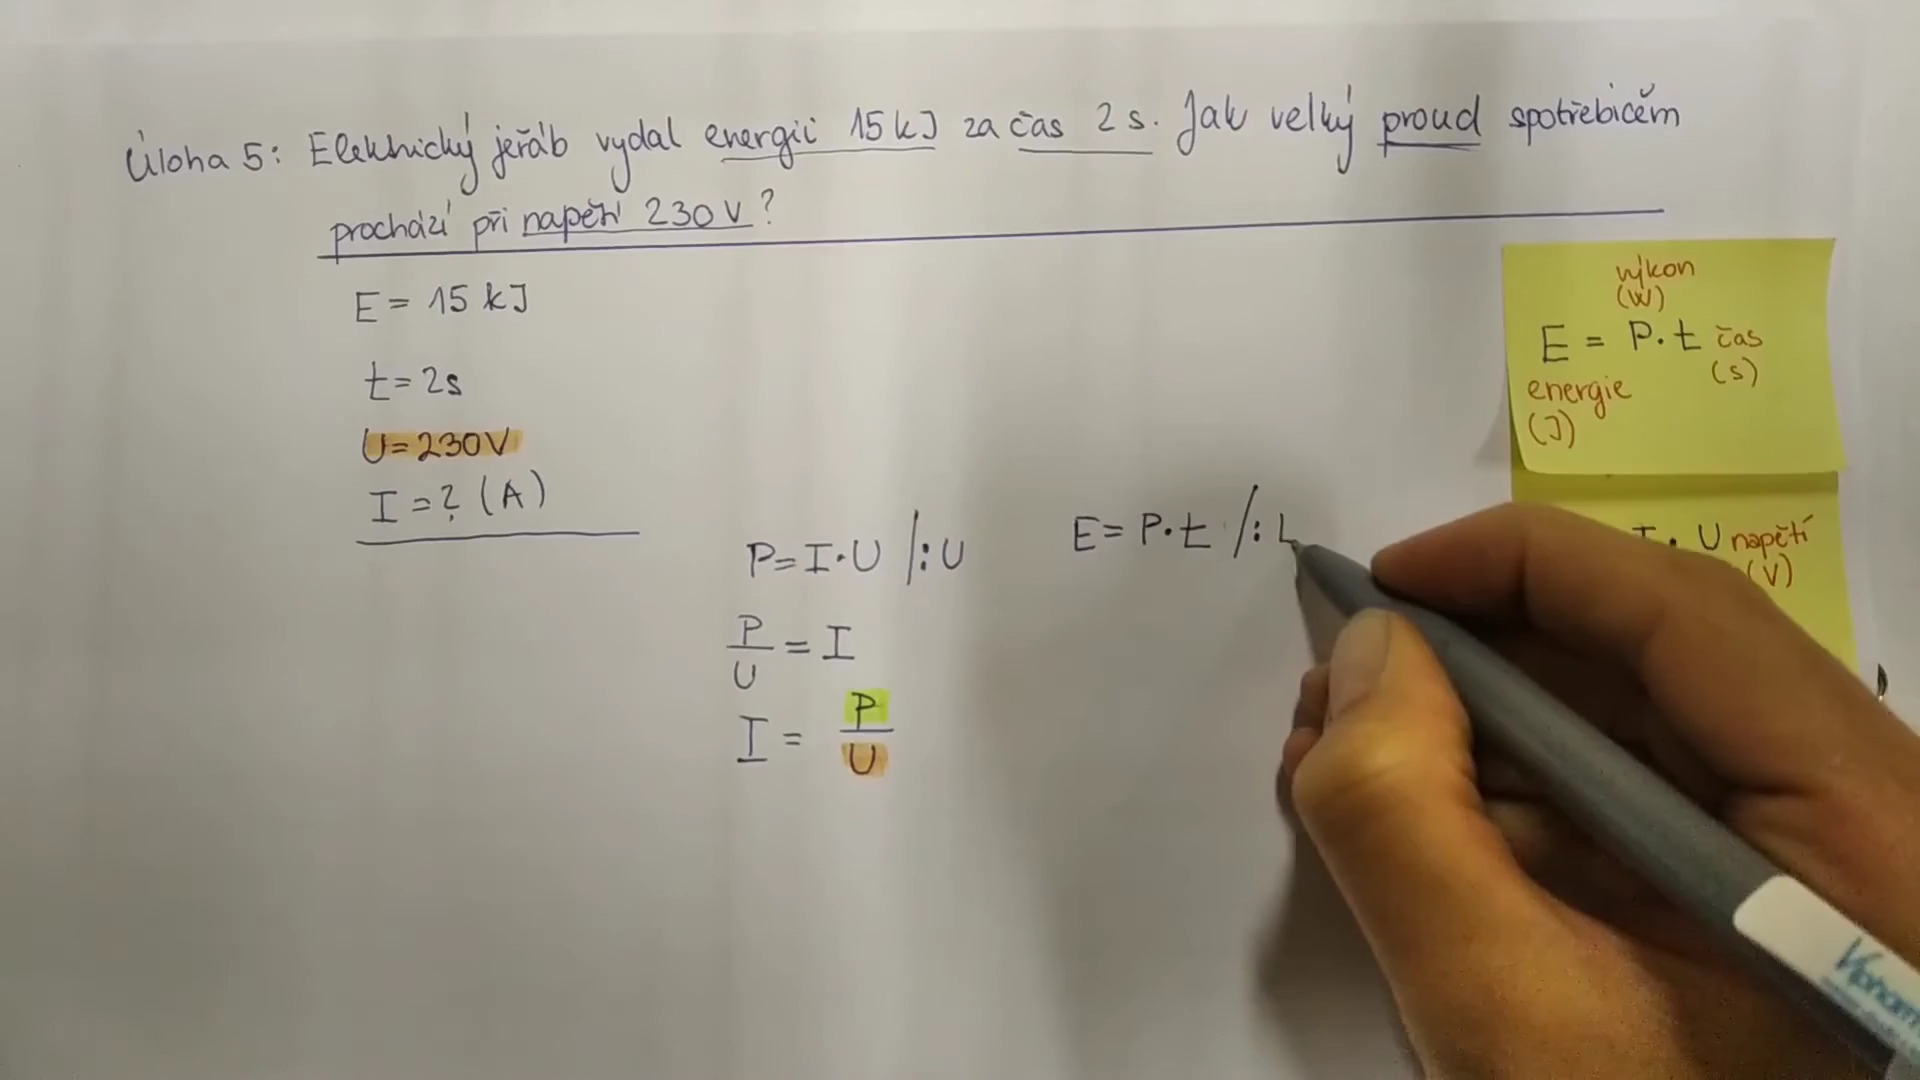 Úloha 5: Elektrický jeřáb vydal energii 15 kJ za čas 2 s. Jak velký proud spotřebičem
prochází při napětí 230 V?
E = 15 kJ
t = 2s
U = 230V
I = ? (A)
P = I · U /: U
P/U = I
I = P/U
E = P · t /:
výkon
(W)
E = P · t čas
(s)
energie
(J)
I · U napětí
(V)